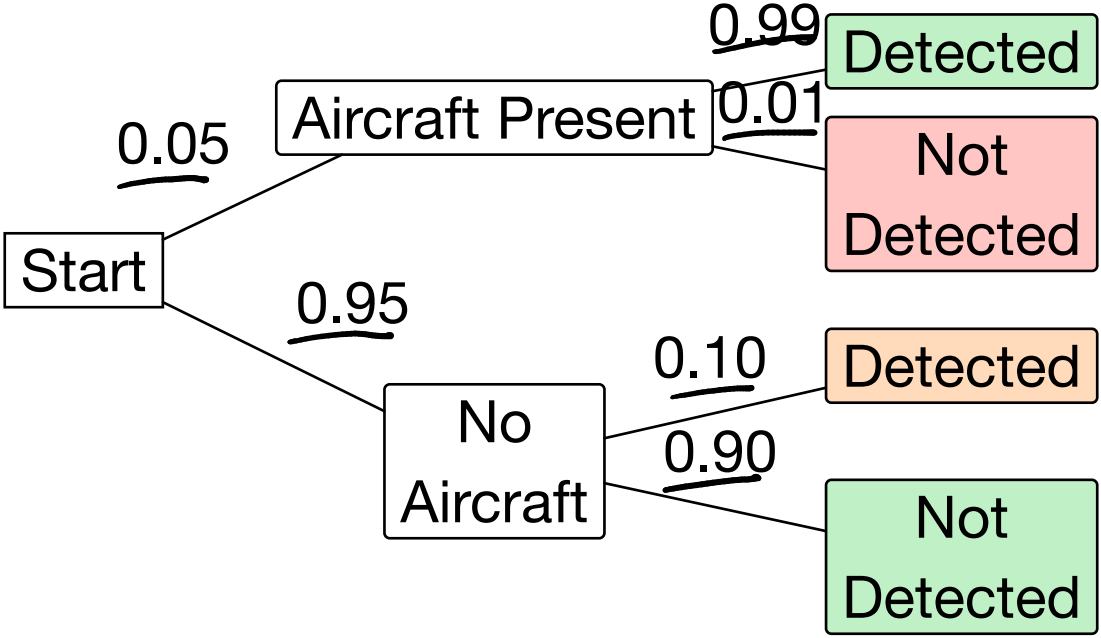 0.99
Detected
Aircraft Present
0.01
0.05
Not
Detected
Start
0.95
0.10
Detected
No
Aircraft
0.90
Not
Detected